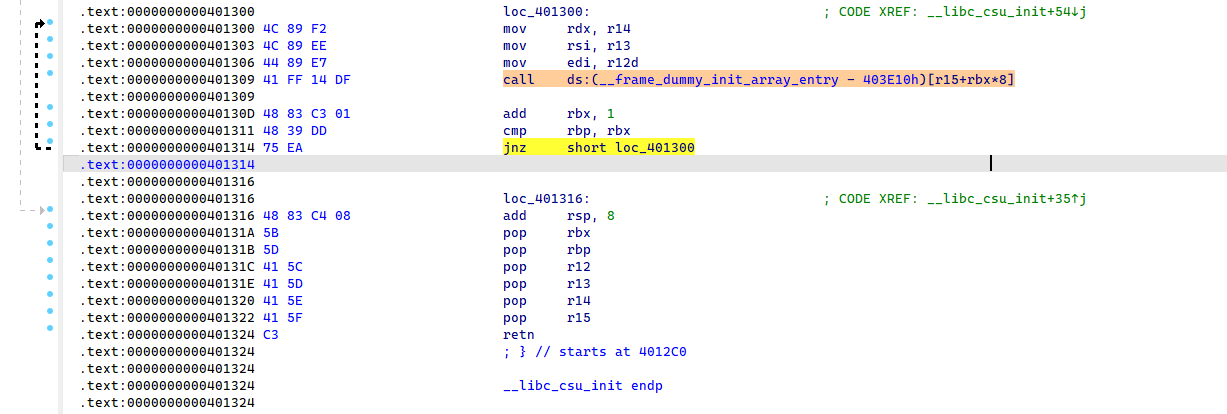 .text:0000000000401300 loc_401300: ; CODE XREF: __libc_csu_init+54↓j
.text:0000000000401300 4C 89 F2 mov rdx, r14
.text:0000000000401303 4C 89 EE mov rsi, r13
.text:0000000000401306 44 89 E7 mov edi, r12d
.text:0000000000401309 41 FF 14 DF call ds:(__frame_dummy_init_array_entry - 403E10h)[r15+rbx*8]
.text:0000000000401309
.text:000000000040130D 48 83 C3 01 add rbx, 1
.text:0000000000401311 48 39 DD cmp rbp, rbx
.text:0000000000401314 75 EA jnz short loc_401300
.text:0000000000401314
.text:0000000000401316
.text:0000000000401316 loc_401316: ; CODE XREF: __libc_csu_init+35↑j
.text:0000000000401316 48 83 C4 08 add rsp, 8
.text:000000000040131A 5B pop rbx
.text:000000000040131B 5D pop rbp
.text:000000000040131C 41 5C pop r12
.text:000000000040131E 41 5D pop r13
.text:0000000000401320 41 5E pop r14
.text:0000000000401322 41 5F pop r15
.text:0000000000401324 C3 retn
.text:0000000000401324 ; } // starts at 4012C0
.text:0000000000401324
.text:0000000000401324 __libc_csu_init endp
.text:0000000000401324